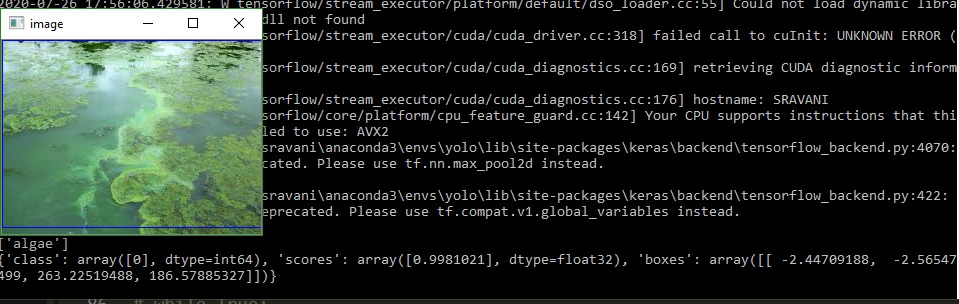 2020-07-26 17:56:06.429581: W tensorflow/stream_executor/platform/default/dso_loader.cc:55] Could not load dynamic libra
image
dll not found
sorflow/stream_executor/cuda/cuda_driver.cc:318] failed call to cuInit: UNKNOWN ERROR (
sorflow/stream_executor/cuda/cuda_diagnostics.cc:169] retrieving CUDA diagnostic inform
sorflow/stream_executor/cuda/cuda_diagnostics.cc:176] hostname: SRAVANI
sorflow/core/platform/cpu_feature_guard.cc:142] Your CPU supports instructions that thi
led to use: AVX2
sravani\anaconda3\envs\yolo\lib\site-packages\keras\backend\tensorflow_backend.py:4070:
cated. Please use tf.nn.max_pool2d instead.
sravani\anaconda3\envs\yolo\lib\site-packages\keras\backend\tensorflow_backend.py:422:
eprecated. Please use tf.compat.v1.global_variables instead.
['algae']
{'class': array([0], dtype=int64), 'scores': array([0.9981021], dtype=float32), 'boxes': array([[ -2.44709188, -2.56547
499, 263.22519488, 186.57885327]])}
# while True: